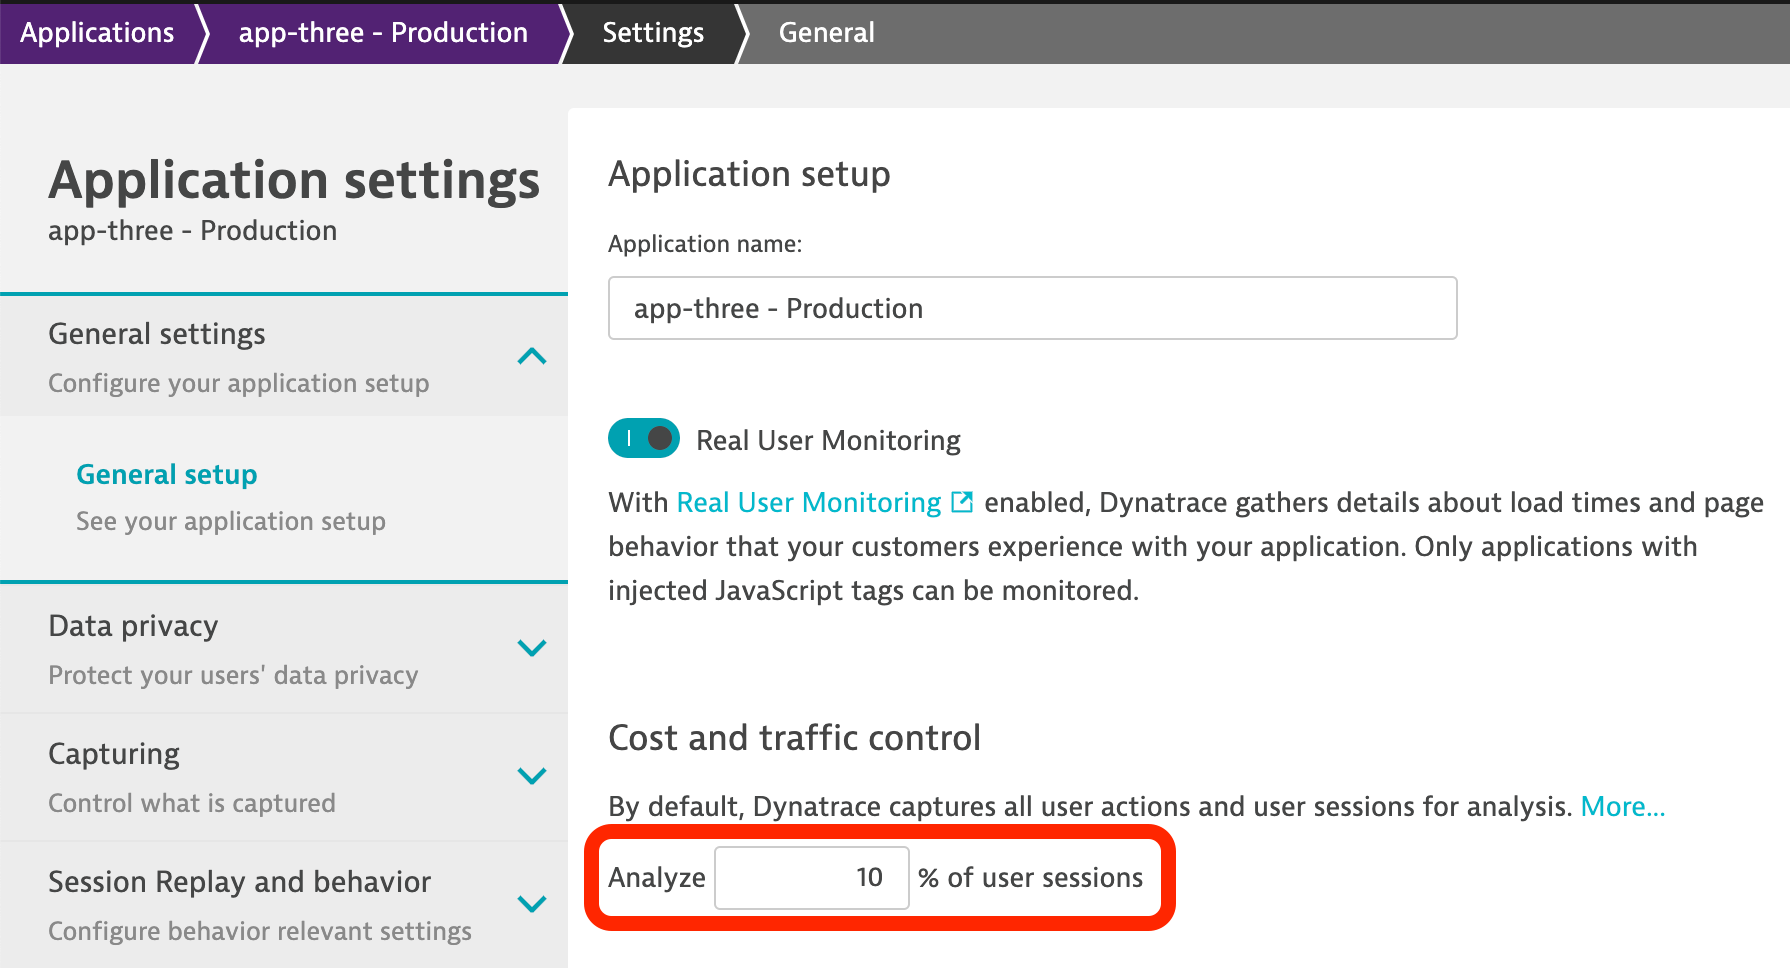 Applications
app-three - Production
Settings
General
Application settings
app-three - Production
General settings
Configure your application setup
General setup
See your application setup
Data privacy
Protect your users' data privacy
Capturing
Control what is captured
Session Replay and behavior
Configure behavior relevant settings
Application setup
Application name:
app-three - Production
Real User Monitoring
With Real User Monitoring enabled, Dynatrace gathers details about load times and page
behavior that your customers experience with your application. Only applications with
injected JavaScript tags can be monitored.
Cost and traffic control
By default, Dynatrace captures all user actions and user sessions for analysis. More...
Analyze 10 % of user sessions